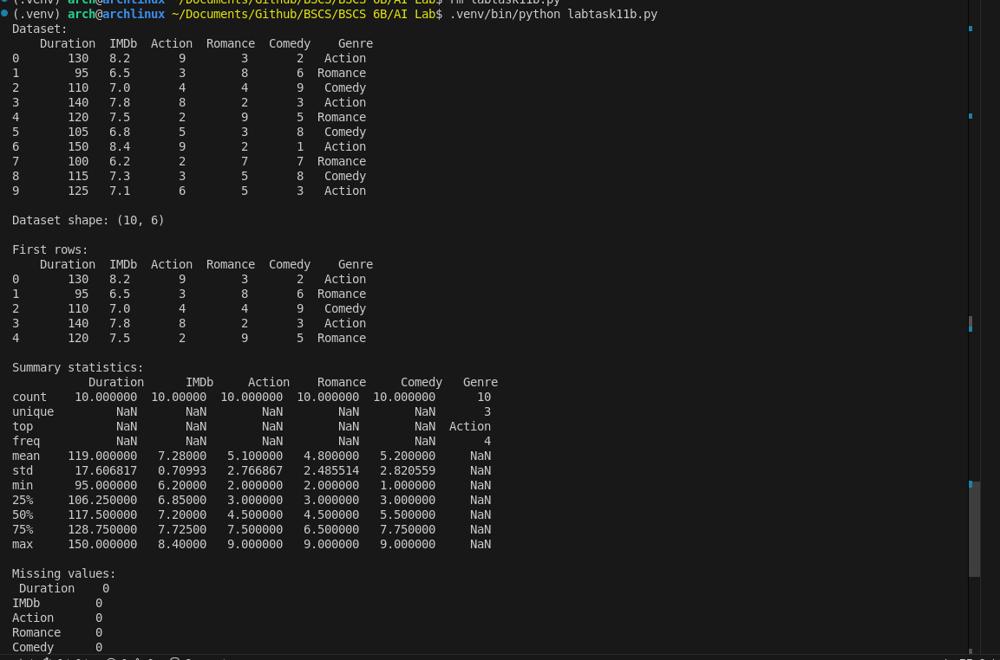 (.venv) arch@archlinux ~/Documents/Github/BSCS/BSCS 6B/AI Lab$ rm labtask11b.py
(.venv) arch@archlinux ~/Documents/Github/BSCS/BSCS 6B/AI Lab$ .venv/bin/python labtask11b.py
Dataset:
    Duration  IMDb  Action  Romance  Comedy    Genre
0       130   8.2       9        3       2   Action
1        95   6.5       3        8       6  Romance
2       110   7.0       4        4       9   Comedy
3       140   7.8       8        2       3   Action
4       120   7.5       2        9       5  Romance
5       105   6.8       5        3       8   Comedy
6       150   8.4       9        2       1   Action
7       100   6.2       2        7       7  Romance
8       115   7.3       3        5       8   Comedy
9       125   7.1       6        5       3   Action
Dataset shape: (10, 6)
First rows:
    Duration  IMDb  Action  Romance  Comedy    Genre
0       130   8.2       9        3       2   Action
1        95   6.5       3        8       6  Romance
2       110   7.0       4        4       9   Comedy
3       140   7.8       8        2       3   Action
4       120   7.5       2        9       5  Romance
Summary statistics:
           Duration      IMDb     Action    Romance     Comedy   Genre
count    10.000000  10.00000  10.000000  10.000000  10.000000      10
unique         NaN       NaN        NaN        NaN        NaN       3
top            NaN       NaN        NaN        NaN        NaN  Action
freq           NaN       NaN        NaN        NaN        NaN       4
mean    119.000000   7.28000   5.100000   4.800000   5.200000     NaN
std      17.606817   0.70993   2.766867   2.485514   2.820559     NaN
min      95.000000   6.20000   2.000000   2.000000   1.000000     NaN
25%     106.250000   6.85000   3.000000   3.000000   3.000000     NaN
50%     117.500000   7.20000   4.500000   4.500000   5.500000     NaN
75%     128.750000   7.72500   7.500000   6.500000   7.750000     NaN
max     150.000000   8.40000   9.000000   9.000000   9.000000     NaN
Missing values:
 Duration    0
IMDb        0
Action      0
Romance     0
Comedy      0